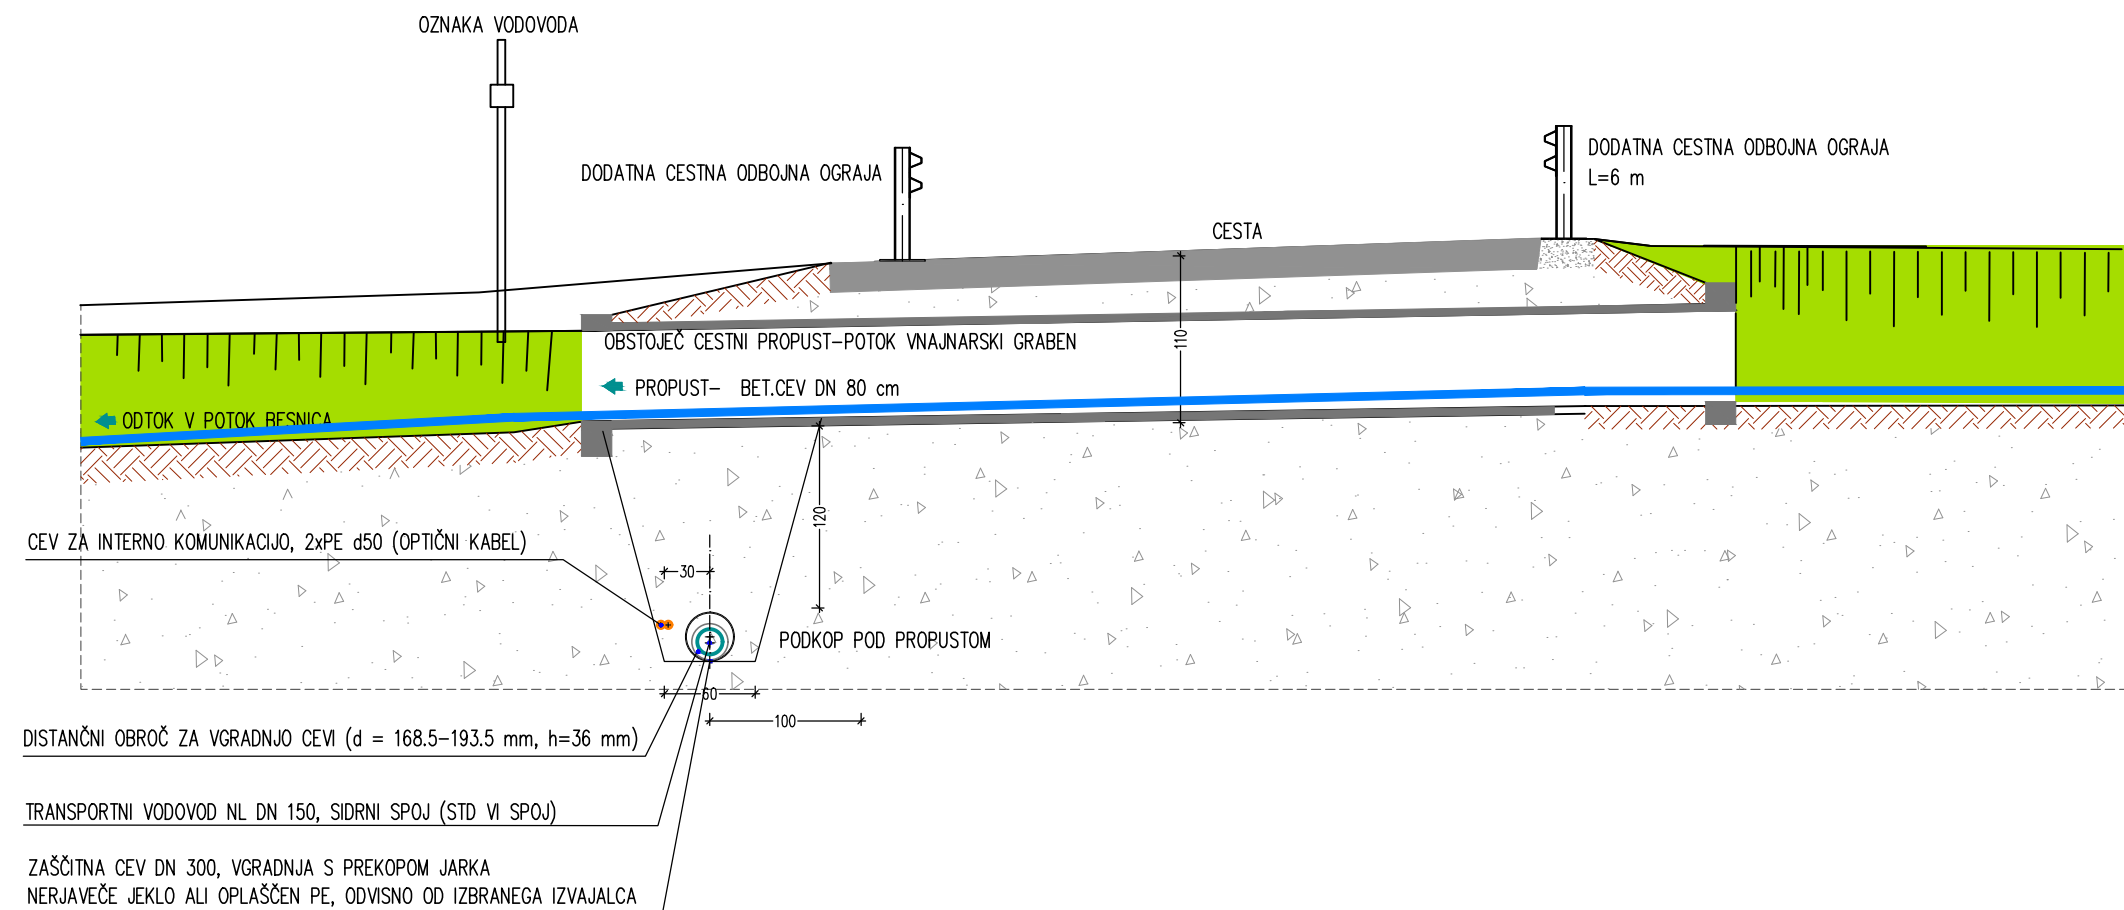 OZNAKA VODOVODA
DODATNA CESTNA ODBOJNA OGRAJA
DODATNA CESTNA ODBOJNA OGRAJA
L=6 m
CESTA
110
OBSTOJEČ CESTNI PROPUST-POTOK VNAJNARSKI GRABEN
PROPUST- BET.CEV DN 80 cm
ODTOK V POTOK BESNICA
120
CEV ZA INTERNO KOMUNIKACIJO, 2xPE d50 (OPTIČNI KABEL)
30
PODKOP POD PROPUSTOM
60
100
DISTANČNI OBROČ ZA VGRADNJO CEVI (d = 168.5-193.5 mm, h=36 mm)
TRANSPORTNI VODOVOD NL DN 150, SIDRNI SPOJ (STD VI SPOJ)
ZAŠČITNA CEV DN 300, VGRADNJA S PREKOPOM JARKA
NERJAVEČE JEKLO ALI OPLAŠČEN PE, ODVISNO OD IZBRANEGA IZVAJALCA